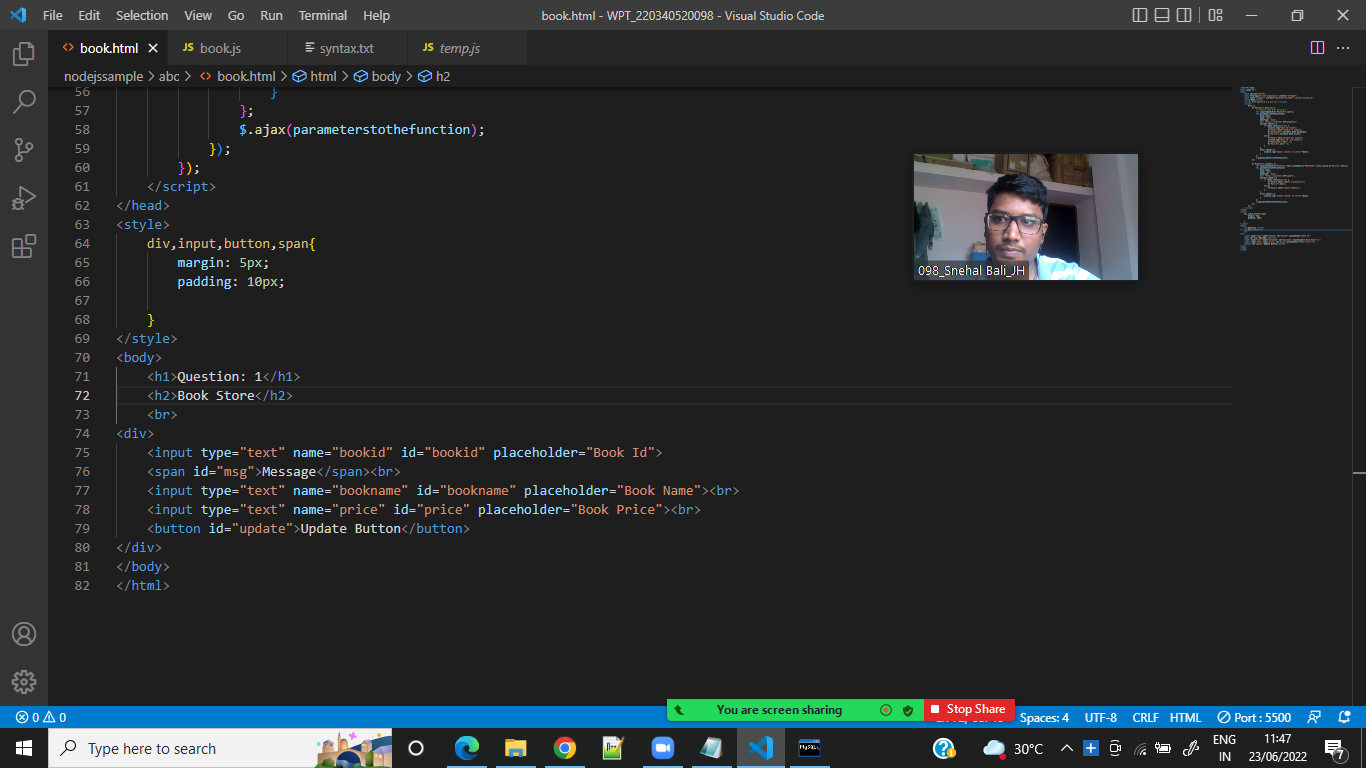 File Edit Selection View Go Run Terminal Help book.html - WPT_220340520098 - Visual Studio Code
<> book.html × JS book.js syntax.txt JS temp.js
nodejssample > abc > <> book.html > html > body > h2
56 }
57 };
58 $.ajax(parameterstothefunction);
59 });
60 });
61 </script>
62 </head>
63 <style>
64 div,input,button,span{
65 margin: 5px;
66 padding: 10px;
67
68 }
69 </style>
70 <body>
71 <h1>Question: 1</h1>
72 <h2>Book Store</h2>
73 <br>
74 <div>
75 <input type="text" name="bookid" id="bookid" placeholder="Book Id">
76 <span id="msg">Message</span><br>
77 <input type="text" name="bookname" id="bookname" placeholder="Book Name"><br>
78 <input type="text" name="price" id="price" placeholder="Book Price"><br>
79 <button id="update">Update Button</button>
80 </div>
81 </body>
82 </html>
098_Snehal Bali_JH
You are screen sharing Stop Share
0 0 Spaces: 4 UTF-8 CRLF HTML Port : 5500
Type here to search 30°C ENG 11:47
IN 23/06/2022 7
MySQL